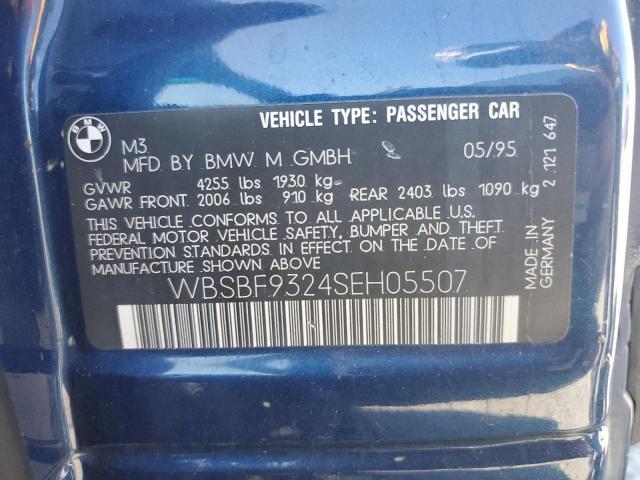 BMW
VEHICLE TYPE: PASSENGER CAR
M3
MFD BY BMW M GMBH 05/95
GVWR 4255 lbs 1930 kg
GAWR FRONT 2006 lbs 910 kg REAR 2403 lbs 1090 kg
THIS VEHICLE CONFORMS TO ALL APPLICABLE U.S.
FEDERAL MOTOR VEHICLE SAFETY, BUMPER AND THEFT
PREVENTION STANDARDS IN EFFECT ON THE DATE OF
MANUFACTURE SHOWN ABOVE
WBSBF9324SEH05507
MADE IN
GERMANY
2 121 647